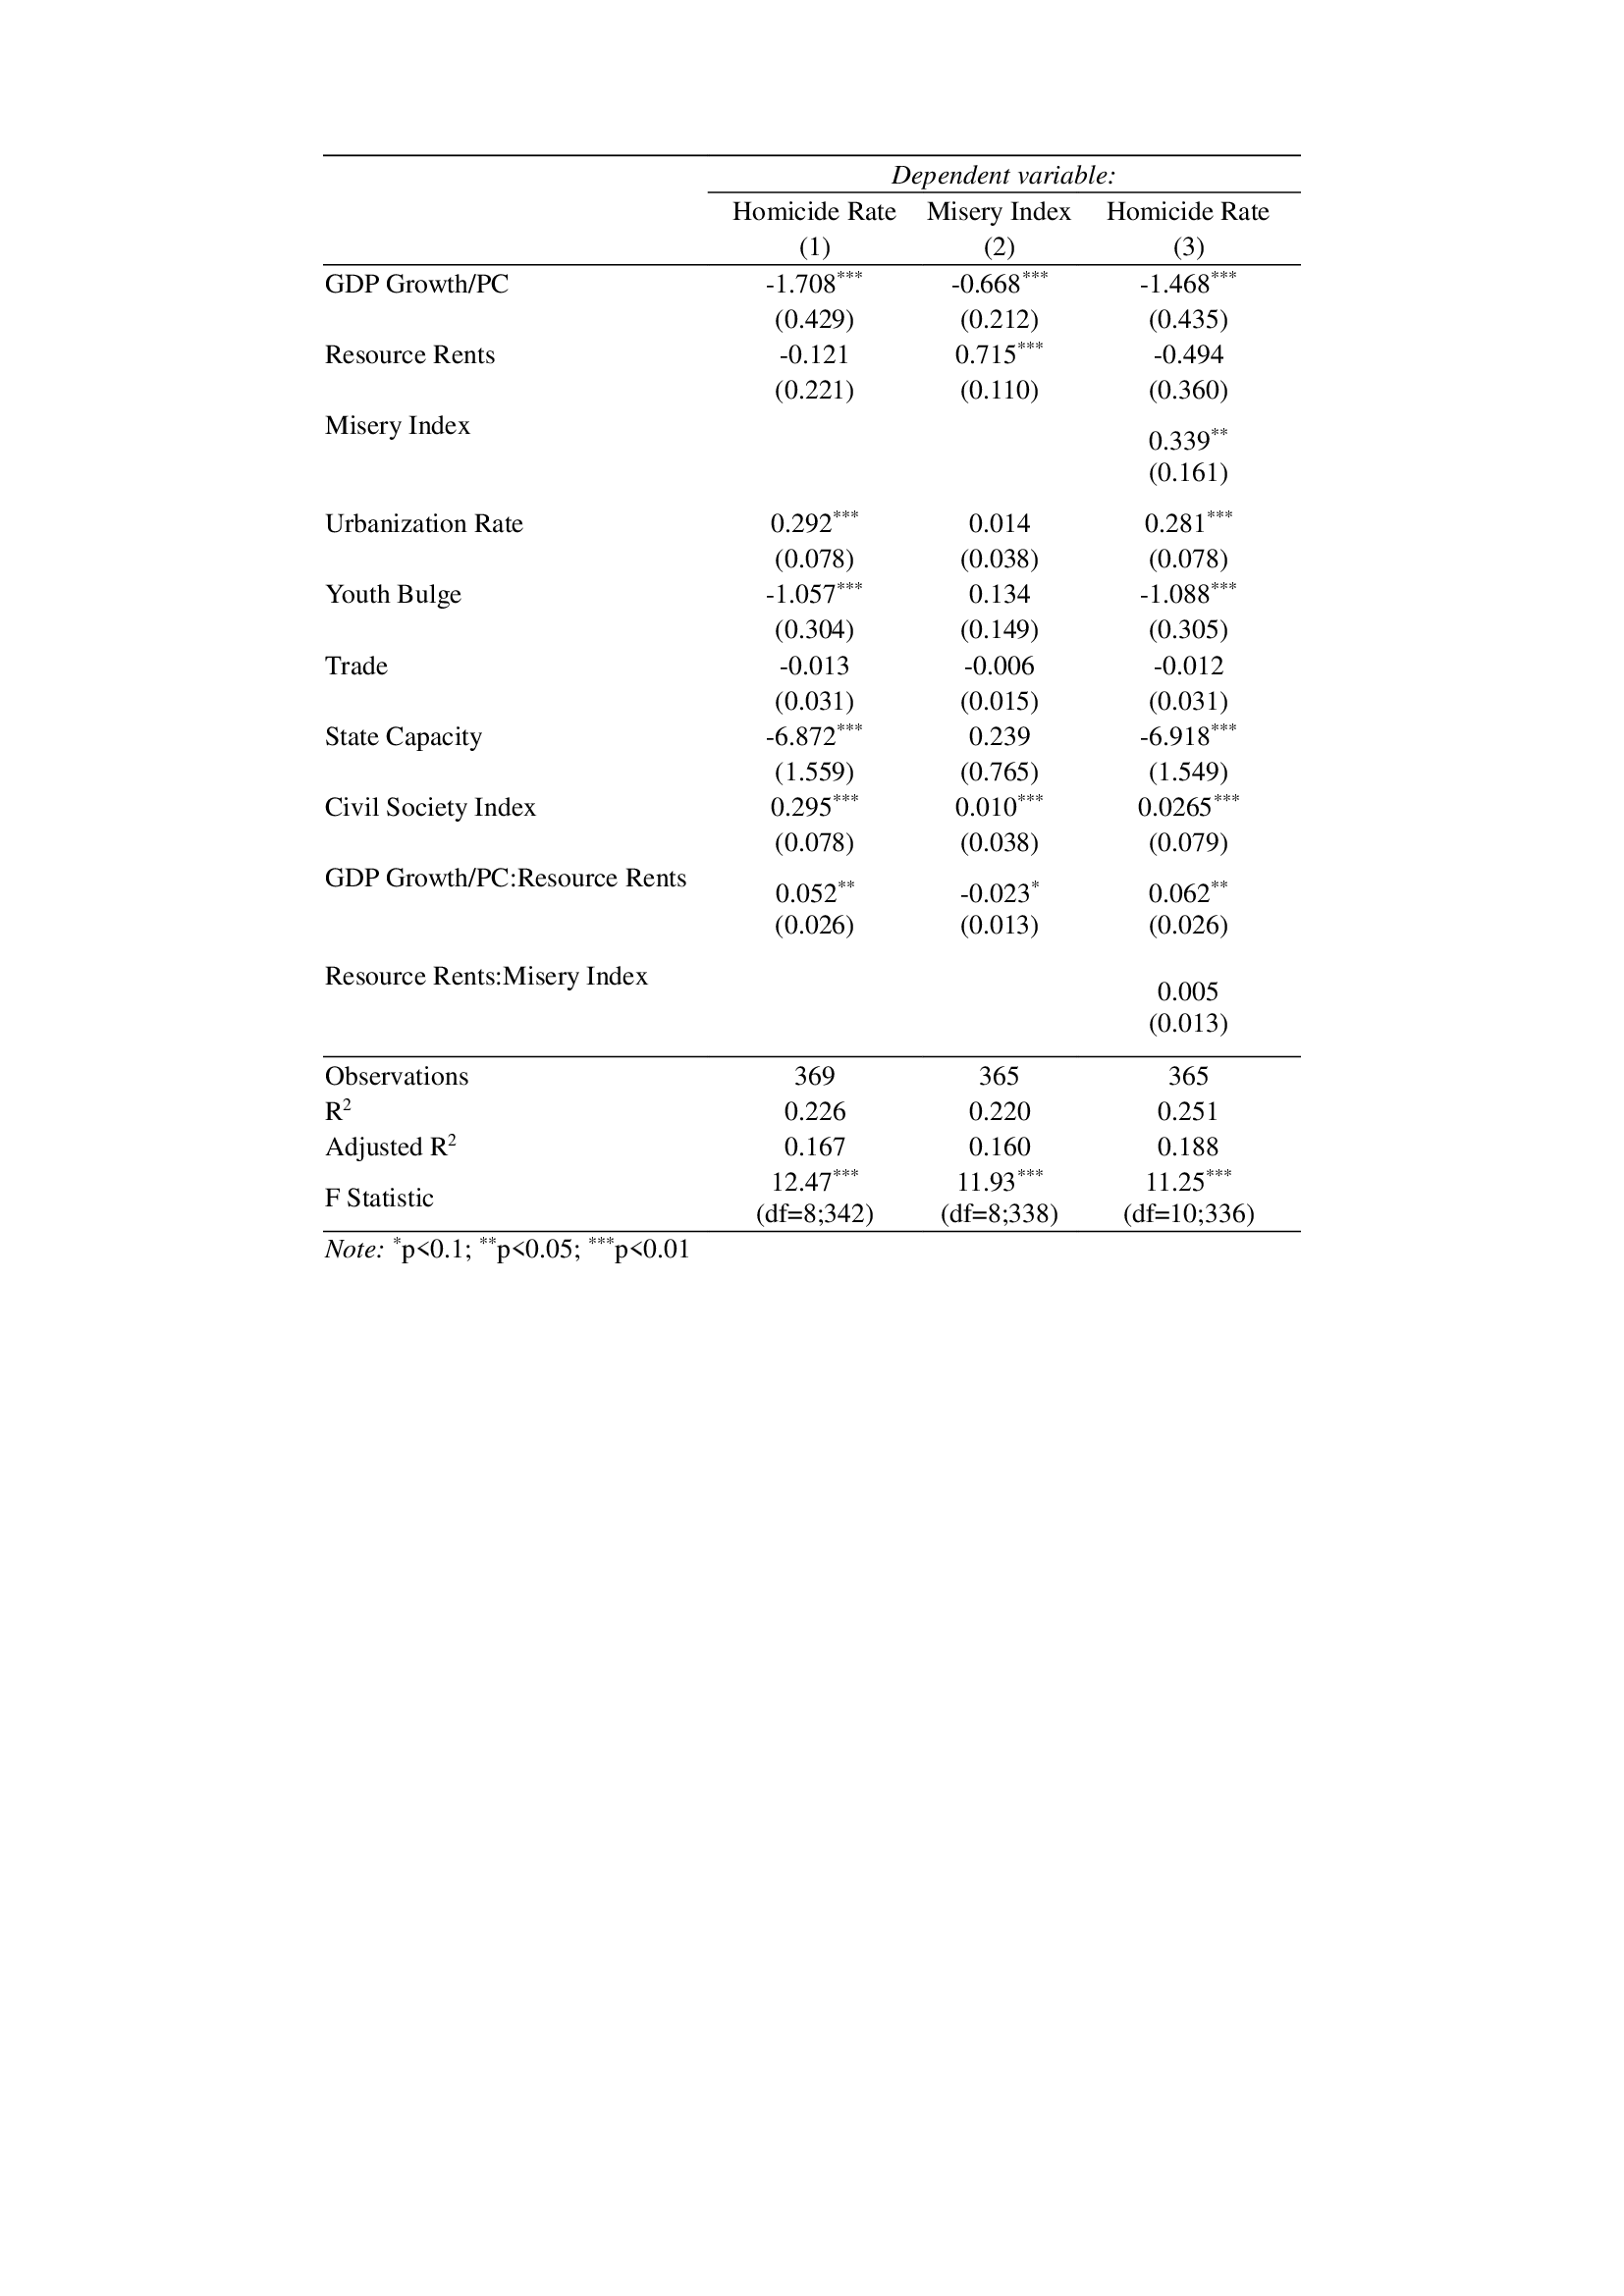 Dependent variable:
Homicide Rate Misery Index Homicide Rate
(1) (2) (3)
GDP Growth/PC -1.708*** -0.668*** -1.468***
(0.429) (0.212) (0.435)
Resource Rents -0.121 0.715*** -0.494
(0.221) (0.110) (0.360)
Misery Index 0.339**
(0.161)
Urbanization Rate 0.292*** 0.014 0.281***
(0.078) (0.038) (0.078)
Youth Bulge -1.057*** 0.134 -1.088***
(0.304) (0.149) (0.305)
Trade -0.013 -0.006 -0.012
(0.031) (0.015) (0.031)
State Capacity -6.872*** 0.239 -6.918***
(1.559) (0.765) (1.549)
Civil Society Index 0.295*** 0.010*** 0.0265***
(0.078) (0.038) (0.079)
GDP Growth/PC:Resource Rents 0.052** -0.023* 0.062**
(0.026) (0.013) (0.026)
Resource Rents:Misery Index 0.005
(0.013)
Observations 369 365 365
R² 0.226 0.220 0.251
Adjusted R² 0.167 0.160 0.188
F Statistic 12.47*** 11.93*** 11.25***
(df=8;342) (df=8;338) (df=10;336)
Note: *p<0.1; **p<0.05; ***p<0.01